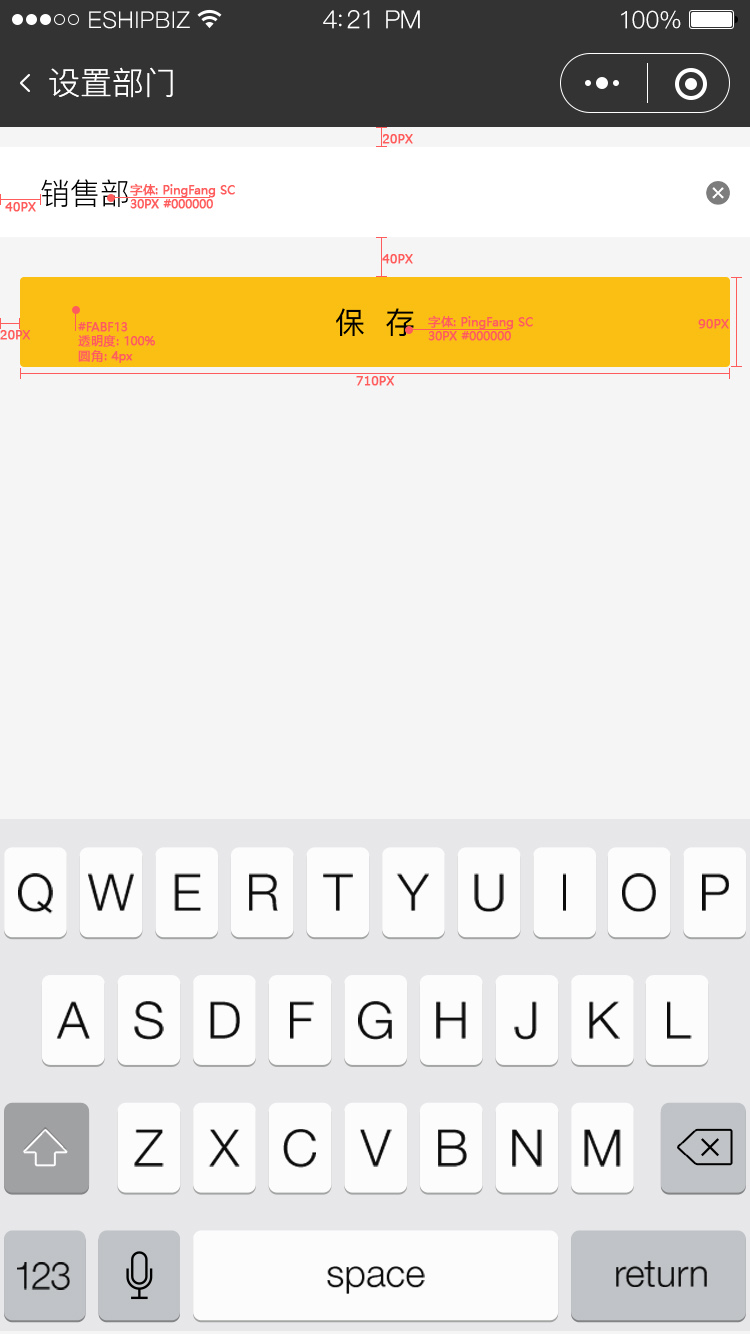 ESHIPBIZ 4:21 PM 100%
设置部门
20PX
销售部
字体: PingFang SC
30PX #000000
40PX
40PX
保 存
字体: PingFang SC
30PX #000000
90PX
20PX
#FABF13
透明度: 100%
圆角: 4px
710PX
Q W E R T Y U I O P
A S D F G H J K L
Z X C V B N M
123 space return